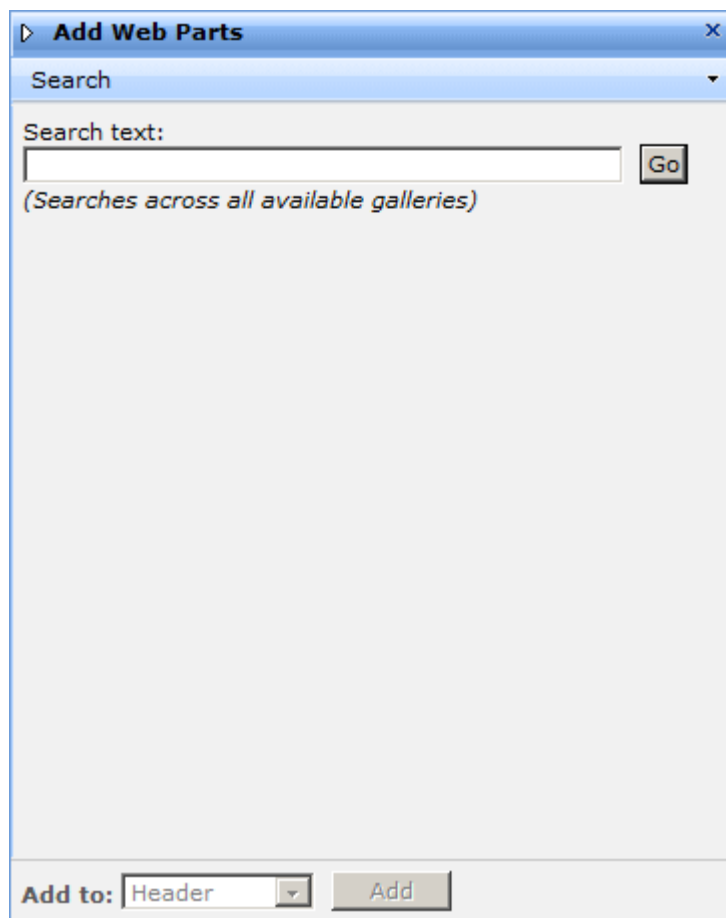 Add Web Parts
Search
Search text:
Go
(Searches across all available galleries)
Add to: Header Add